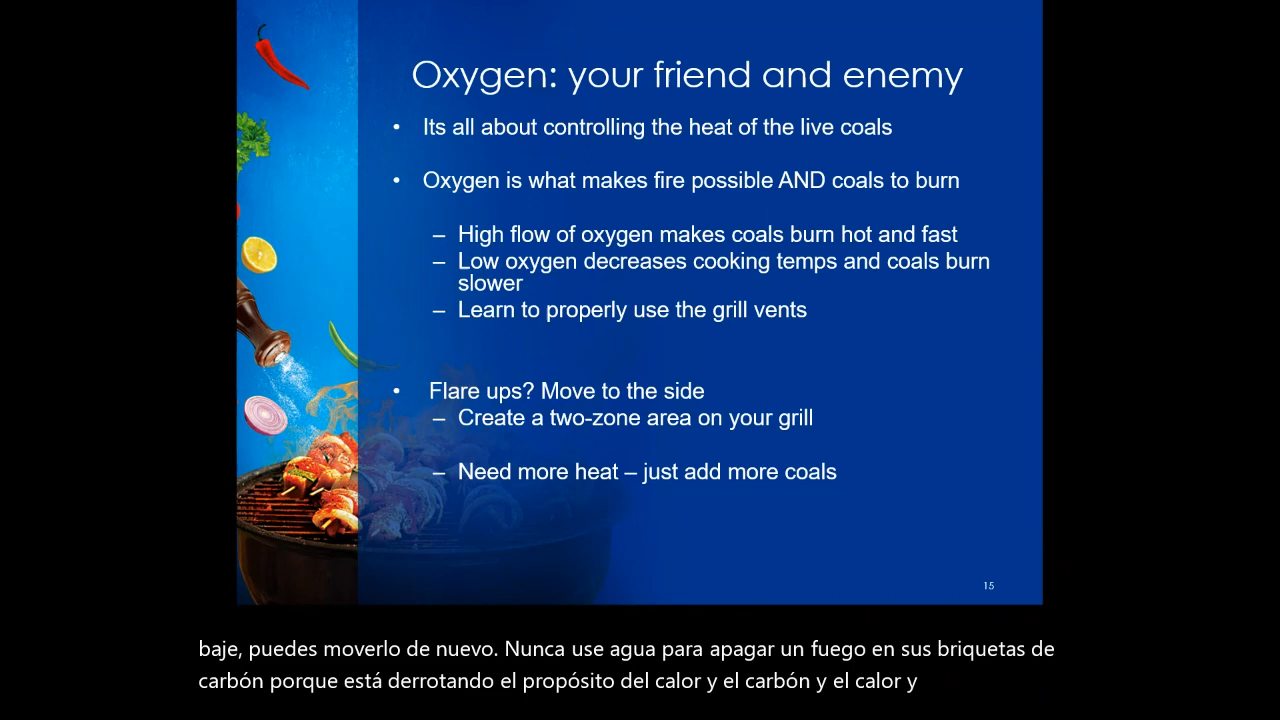 Oxygen: your friend and enemy
• Its all about controlling the heat of the live coals
• Oxygen is what makes fire possible AND coals to burn
– High flow of oxygen makes coals burn hot and fast
– Low oxygen decreases cooking temps and coals burn
slower
– Learn to properly use the grill vents
• Flare ups? Move to the side
– Create a two-zone area on your grill
– Need more heat – just add more coals
15
baje, puedes moverlo de nuevo. Nunca use agua para apagar un fuego en sus briquetas de
carbón porque está derrotando el propósito del calor y el carbón y el calor y